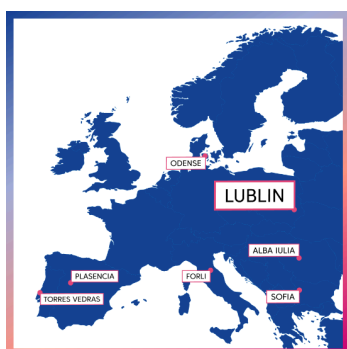 ODENSE
LUBLIN
ALBA IULIA
PLASENCIA
FORLI
TORRES VEDRAS
SOFIA